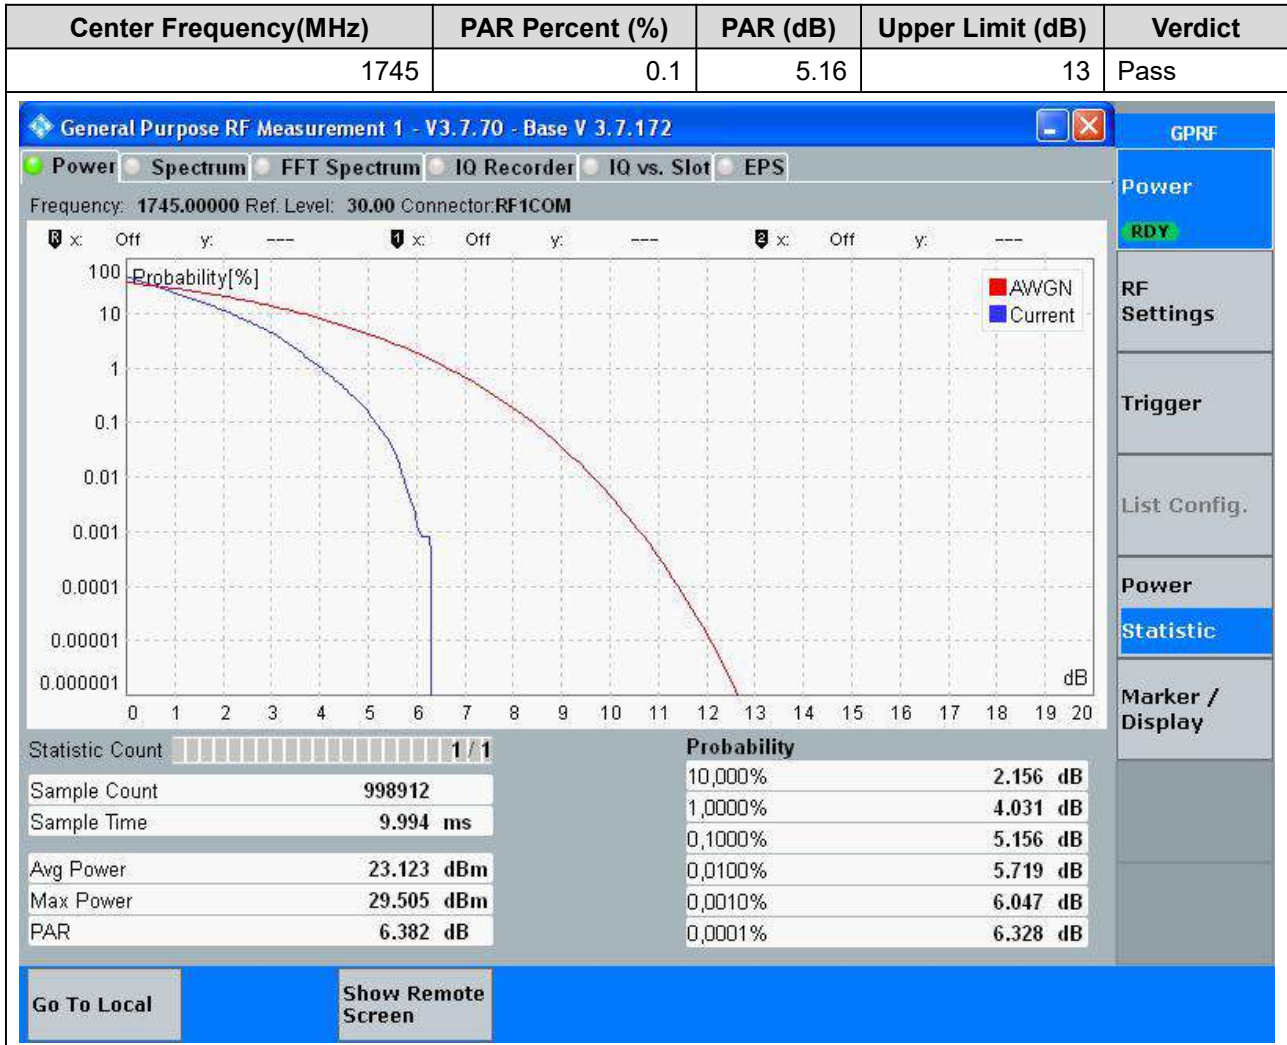 Center Frequency(MHz) PAR Percent (%) PAR (dB) Upper Limit (dB) Verdict
1745 0.1 5.16 13 Pass
General Purpose RF Measurement 1 - V3.7.70 - Base V 3.7.172
GPRF
Power Spectrum FFT Spectrum IQ Recorder IQ vs. Slot EPS
Power
RDY
Frequency: 1745.00000 Ref. Level: 30.00 Connector:RF1COM
R x: Off y: --- 1 x: Off y: --- 2 x: Off y: ---
Probability[%]
AWGN
Current
100
10
1
0.1
0.01
0.001
0.0001
0.00001
0.000001
dB
0 1 2 3 4 5 6 7 8 9 10 11 12 13 14 15 16 17 18 19 20
RF
Settings
Trigger
List Config.
Power
Statistic
Marker /
Display
Statistic Count 1 / 1
Sample Count 998912
Sample Time 9.994 ms
Avg Power 23.123 dBm
Max Power 29.505 dBm
PAR 6.382 dB
Probability
10,000% 2.156 dB
1,0000% 4.031 dB
0,1000% 5.156 dB
0,0100% 5.719 dB
0,0010% 6.047 dB
0,0001% 6.328 dB
Go To Local
Show Remote
Screen